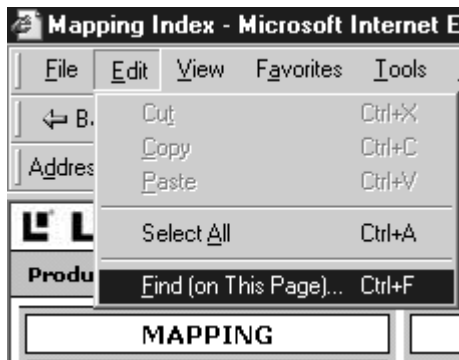 Mapping Index - Microsoft Internet E
File Edit View Favorites Tools
B. Cut Ctrl+X
Copy Ctrl+C
Addres Paste Ctrl+V
L Select All Ctrl+A
Produ Find (on This Page)... Ctrl+F
MAPPING